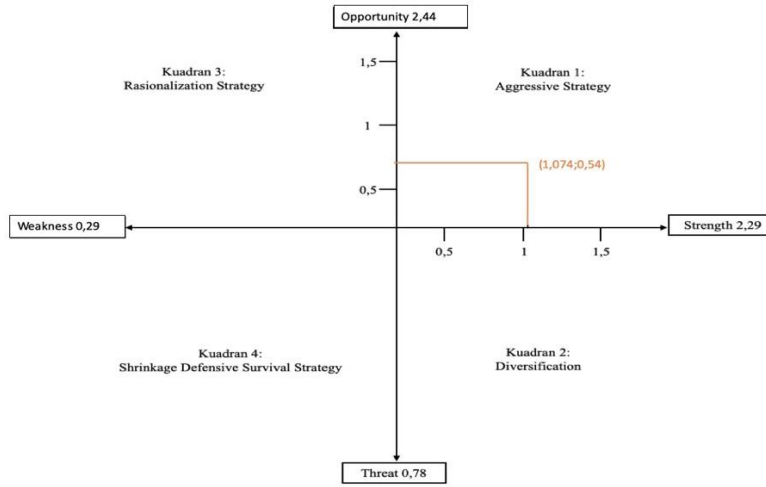 Opportunity 2,44
1,5
Kuadran 3:
Rasionalization Strategy
Kuadran 1:
Aggressive Strategy
1
(1,074;0,54)
0,5
Weakness 0,29
Strength 2,29
0,5
1
1,5
Kuadran 4:
Shrinkage Defensive Survival Strategy
Kuadran 2:
Diversification
Threat 0,78